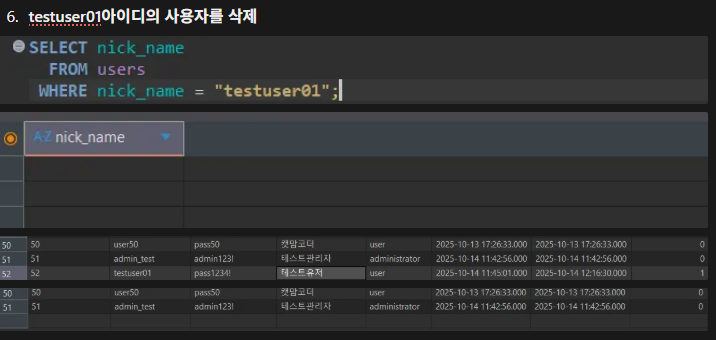 6. testuser01아이디의 사용자를 삭제
SELECT nick_name
FROM users
WHERE nick_name = "testuser01";
A-Z nick_name
50 50 user50 pass50 캣맘코더 user 2025-10-13 17:26:33.000 2025-10-13 17:26:33.000 0
51 51 admin_test admin123! 테스트관리자 administrator 2025-10-14 11:42:56.000 2025-10-14 11:42:56.000 0
52 52 testuser01 pass1234! 테스트유저 user 2025-10-14 11:45:01.000 2025-10-14 12:16:30.000 1
50 50 user50 pass50 캣맘코더 user 2025-10-13 17:26:33.000 2025-10-13 17:26:33.000 0
51 51 admin_test admin123! 테스트관리자 administrator 2025-10-14 11:42:56.000 2025-10-14 11:42:56.000 0